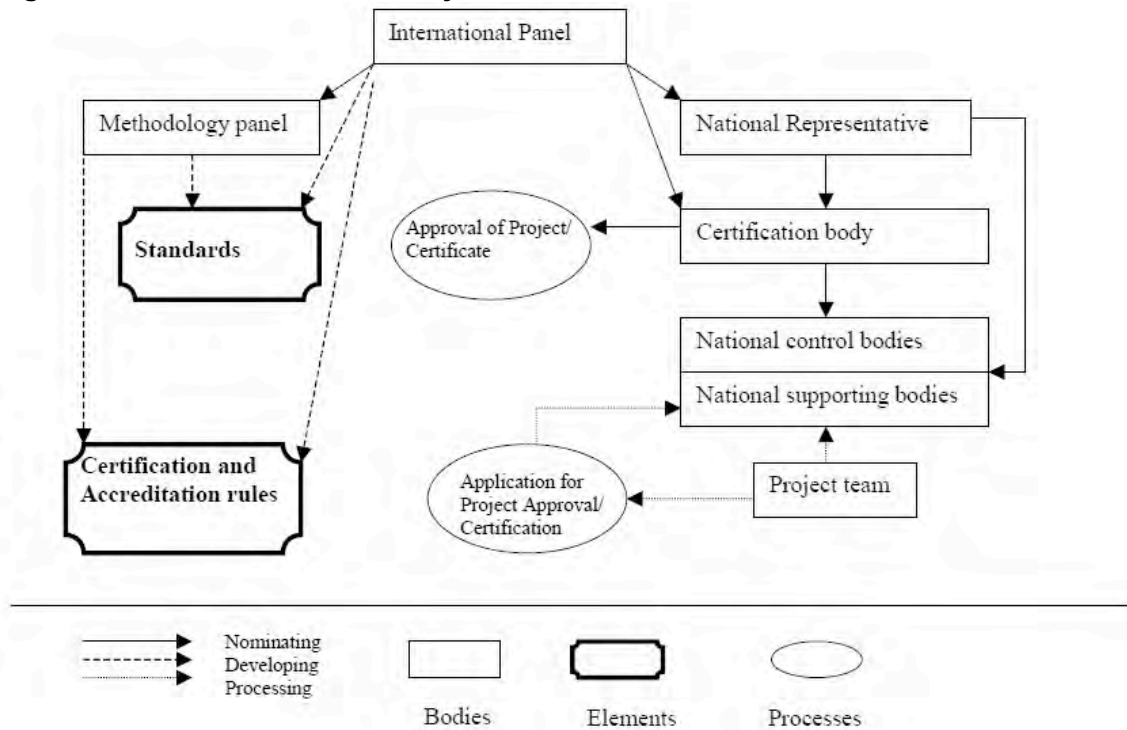 International Panel
Methodology panel
National Representative
Standards
Approval of Project/
Certificate
Certification body
National control bodies
National supporting bodies
Certification and
Accreditation rules
Application for
Project Approval/
Certification
Project team
Nominating
Developing
Processing
Bodies
Elements
Processes